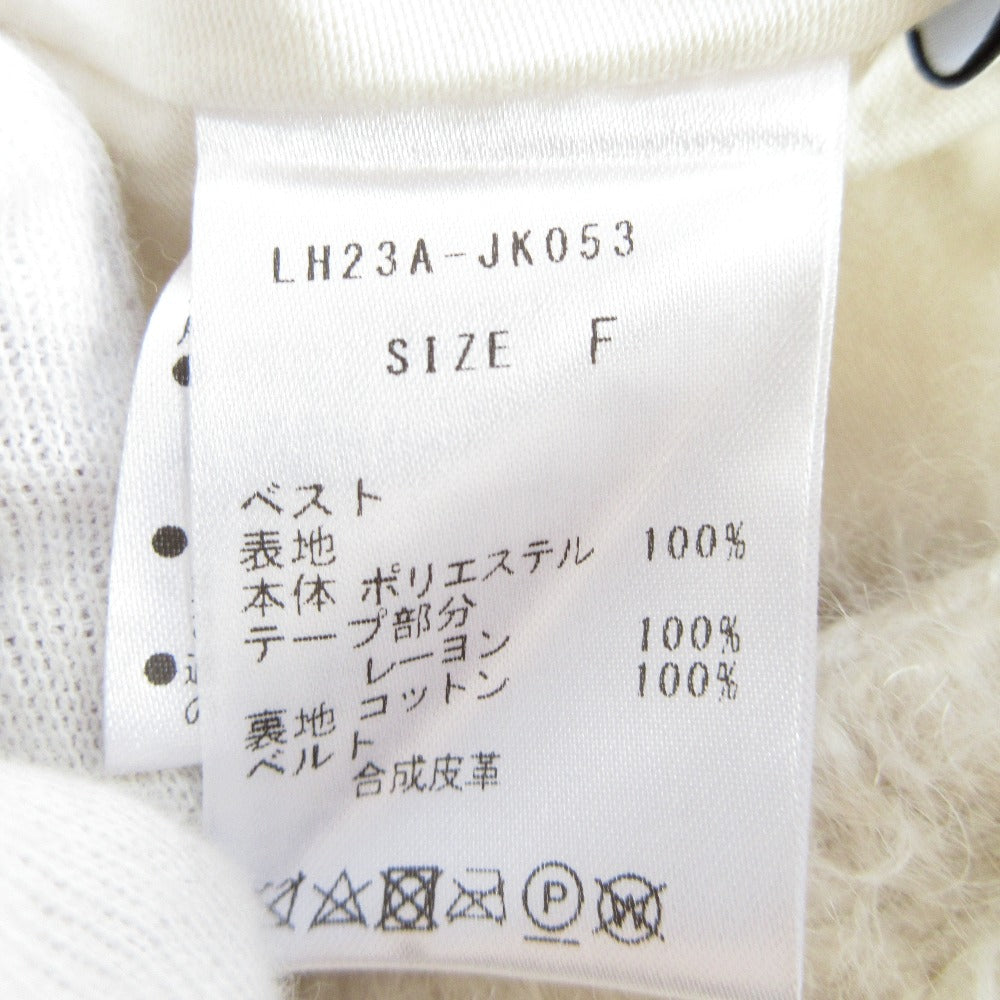 LH23A-JK053
SIZE F
ベスト
表地
本体 ポリエステル 100%
テープ部分
レーヨン 100%
裏地 コットン 100%
ベルト
合成皮革
P
W